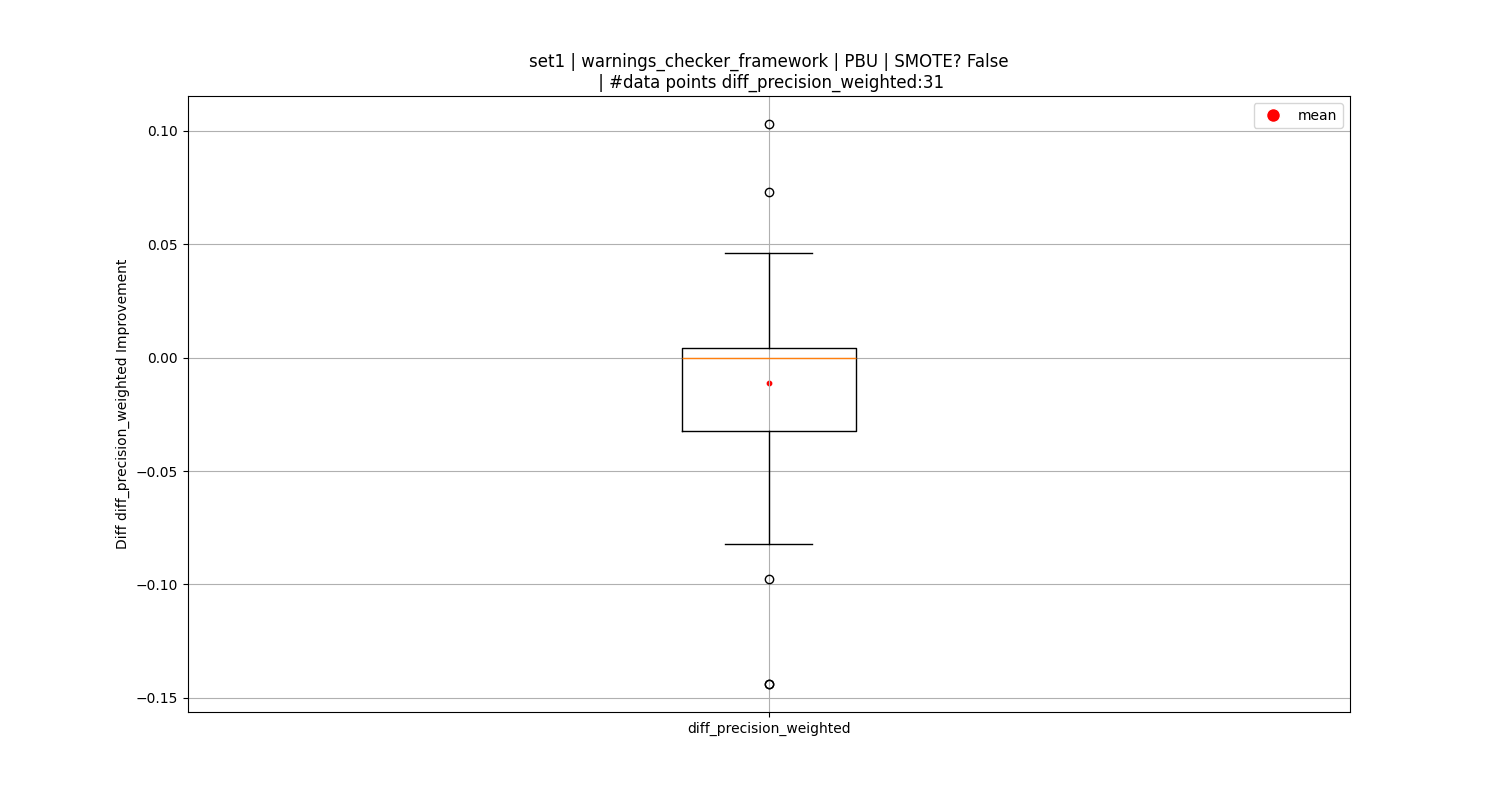 set1 | warnings_checker_framework | PBU | SMOTE? False
| #data points diff_precision_weighted:31
mean
0.10
0.05
0.00
−0.05
−0.10
−0.15
Diff diff_precision_weighted Improvement
diff_precision_weighted